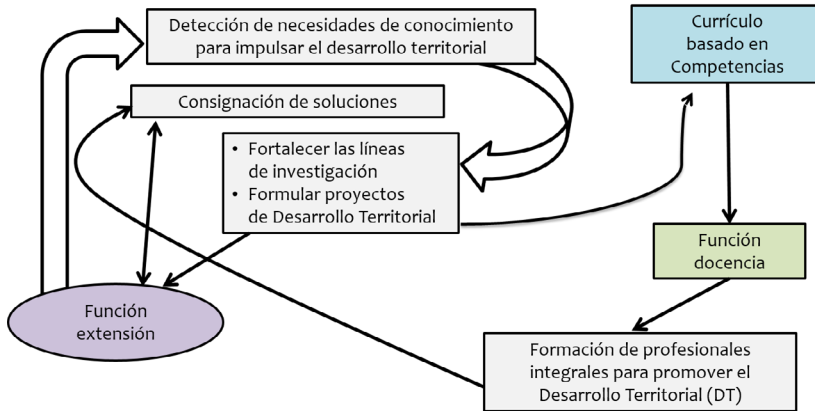 Detección de necesidades de conocimiento
para impulsar el desarrollo territorial
Currículo
basado en
Competencias
Consignación de soluciones
• Fortalecer las líneas
de investigación
• Formular proyectos
de Desarrollo Territorial
Función
docencia
Función
extensión
Formación de profesionales
integrales para promover el
Desarrollo Territorial (DT)